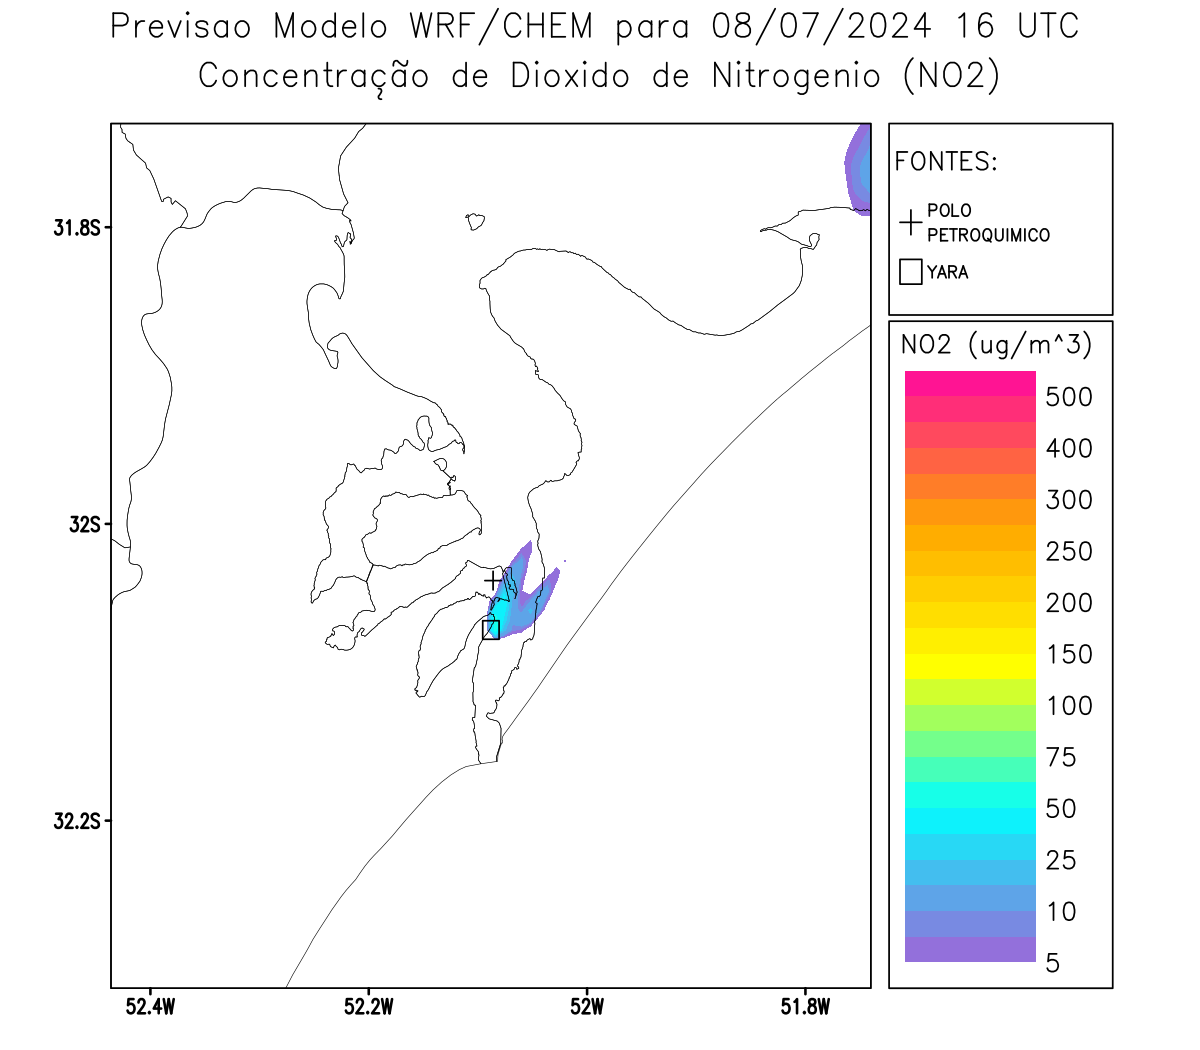 Previsao Modelo WRF/CHEM para 08/07/2024 16 UTC
Concentração de Dioxido de Nitrogenio (NO2)
FONTES:
POLO
PETROQUIMICO
YARA
NO2 (ug/m^3)
500
400
300
250
200
150
100
75
50
25
10
5
31.8S
32S
32.2S
52.4W
52.2W
52W
51.8W